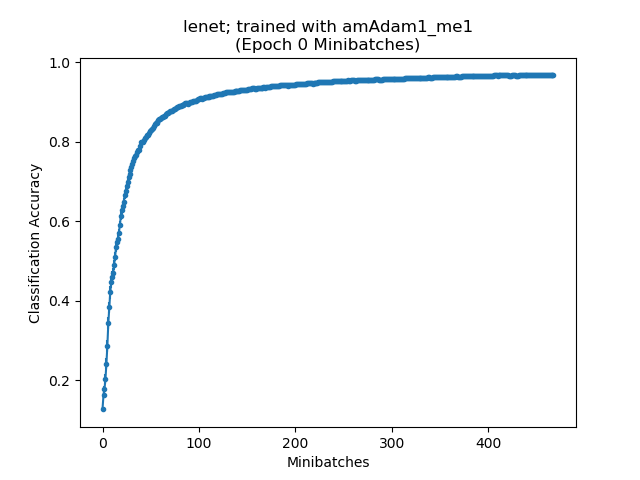 lenet; trained with amAdam1_me1
(Epoch 0 Minibatches)
1.0
0.8
0.6
0.4
0.2
Classification Accuracy
0 100 200 300 400
Minibatches